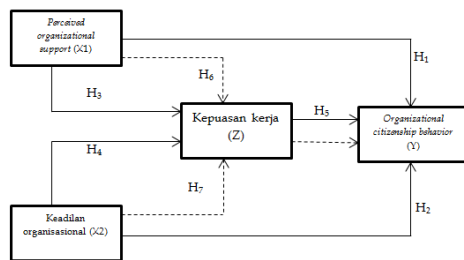 Perceived
organizational
support (X1)
H1
H6
H3
Kepuasan kerja
(Z)
H5
Organizational
citizenship behavior
(Y)
H4
H7
Keadilan
organisasional (X2)
H2